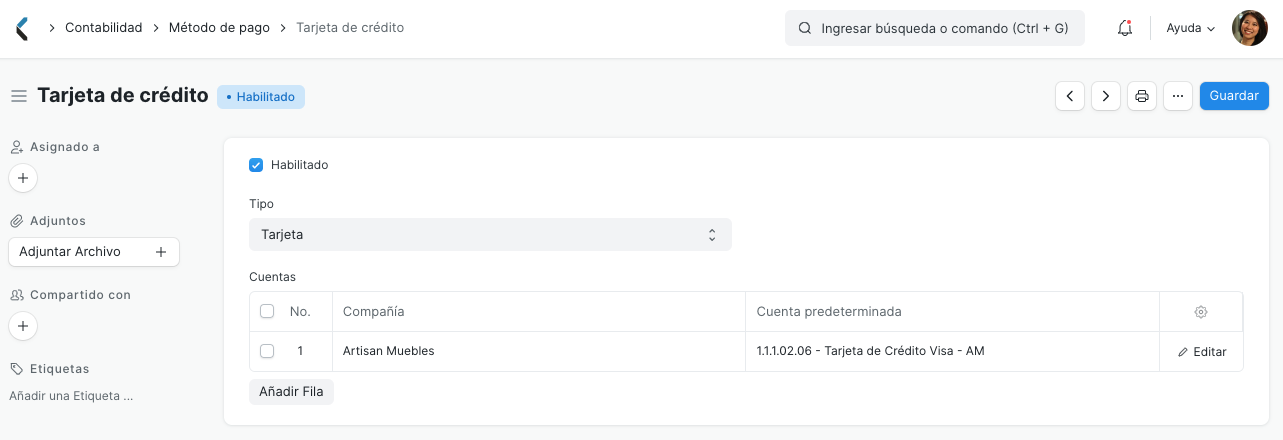 Contabilidad > Método de pago > Tarjeta de crédito
Ingresar búsqueda o comando (Ctrl + G)
Ayuda
Tarjeta de crédito
• Habilitado
Guardar
Asignado a
Adjuntos
Adjuntar Archivo
Compartido con
Etiquetas
Añadir una Etiqueta ...
Habilitado
Tipo
Tarjeta
Cuentas
No. Compañía Cuenta predeterminada
1 Artisan Muebles 1.1.1.02.06 - Tarjeta de Crédito Visa - AM Editar
Añadir Fila